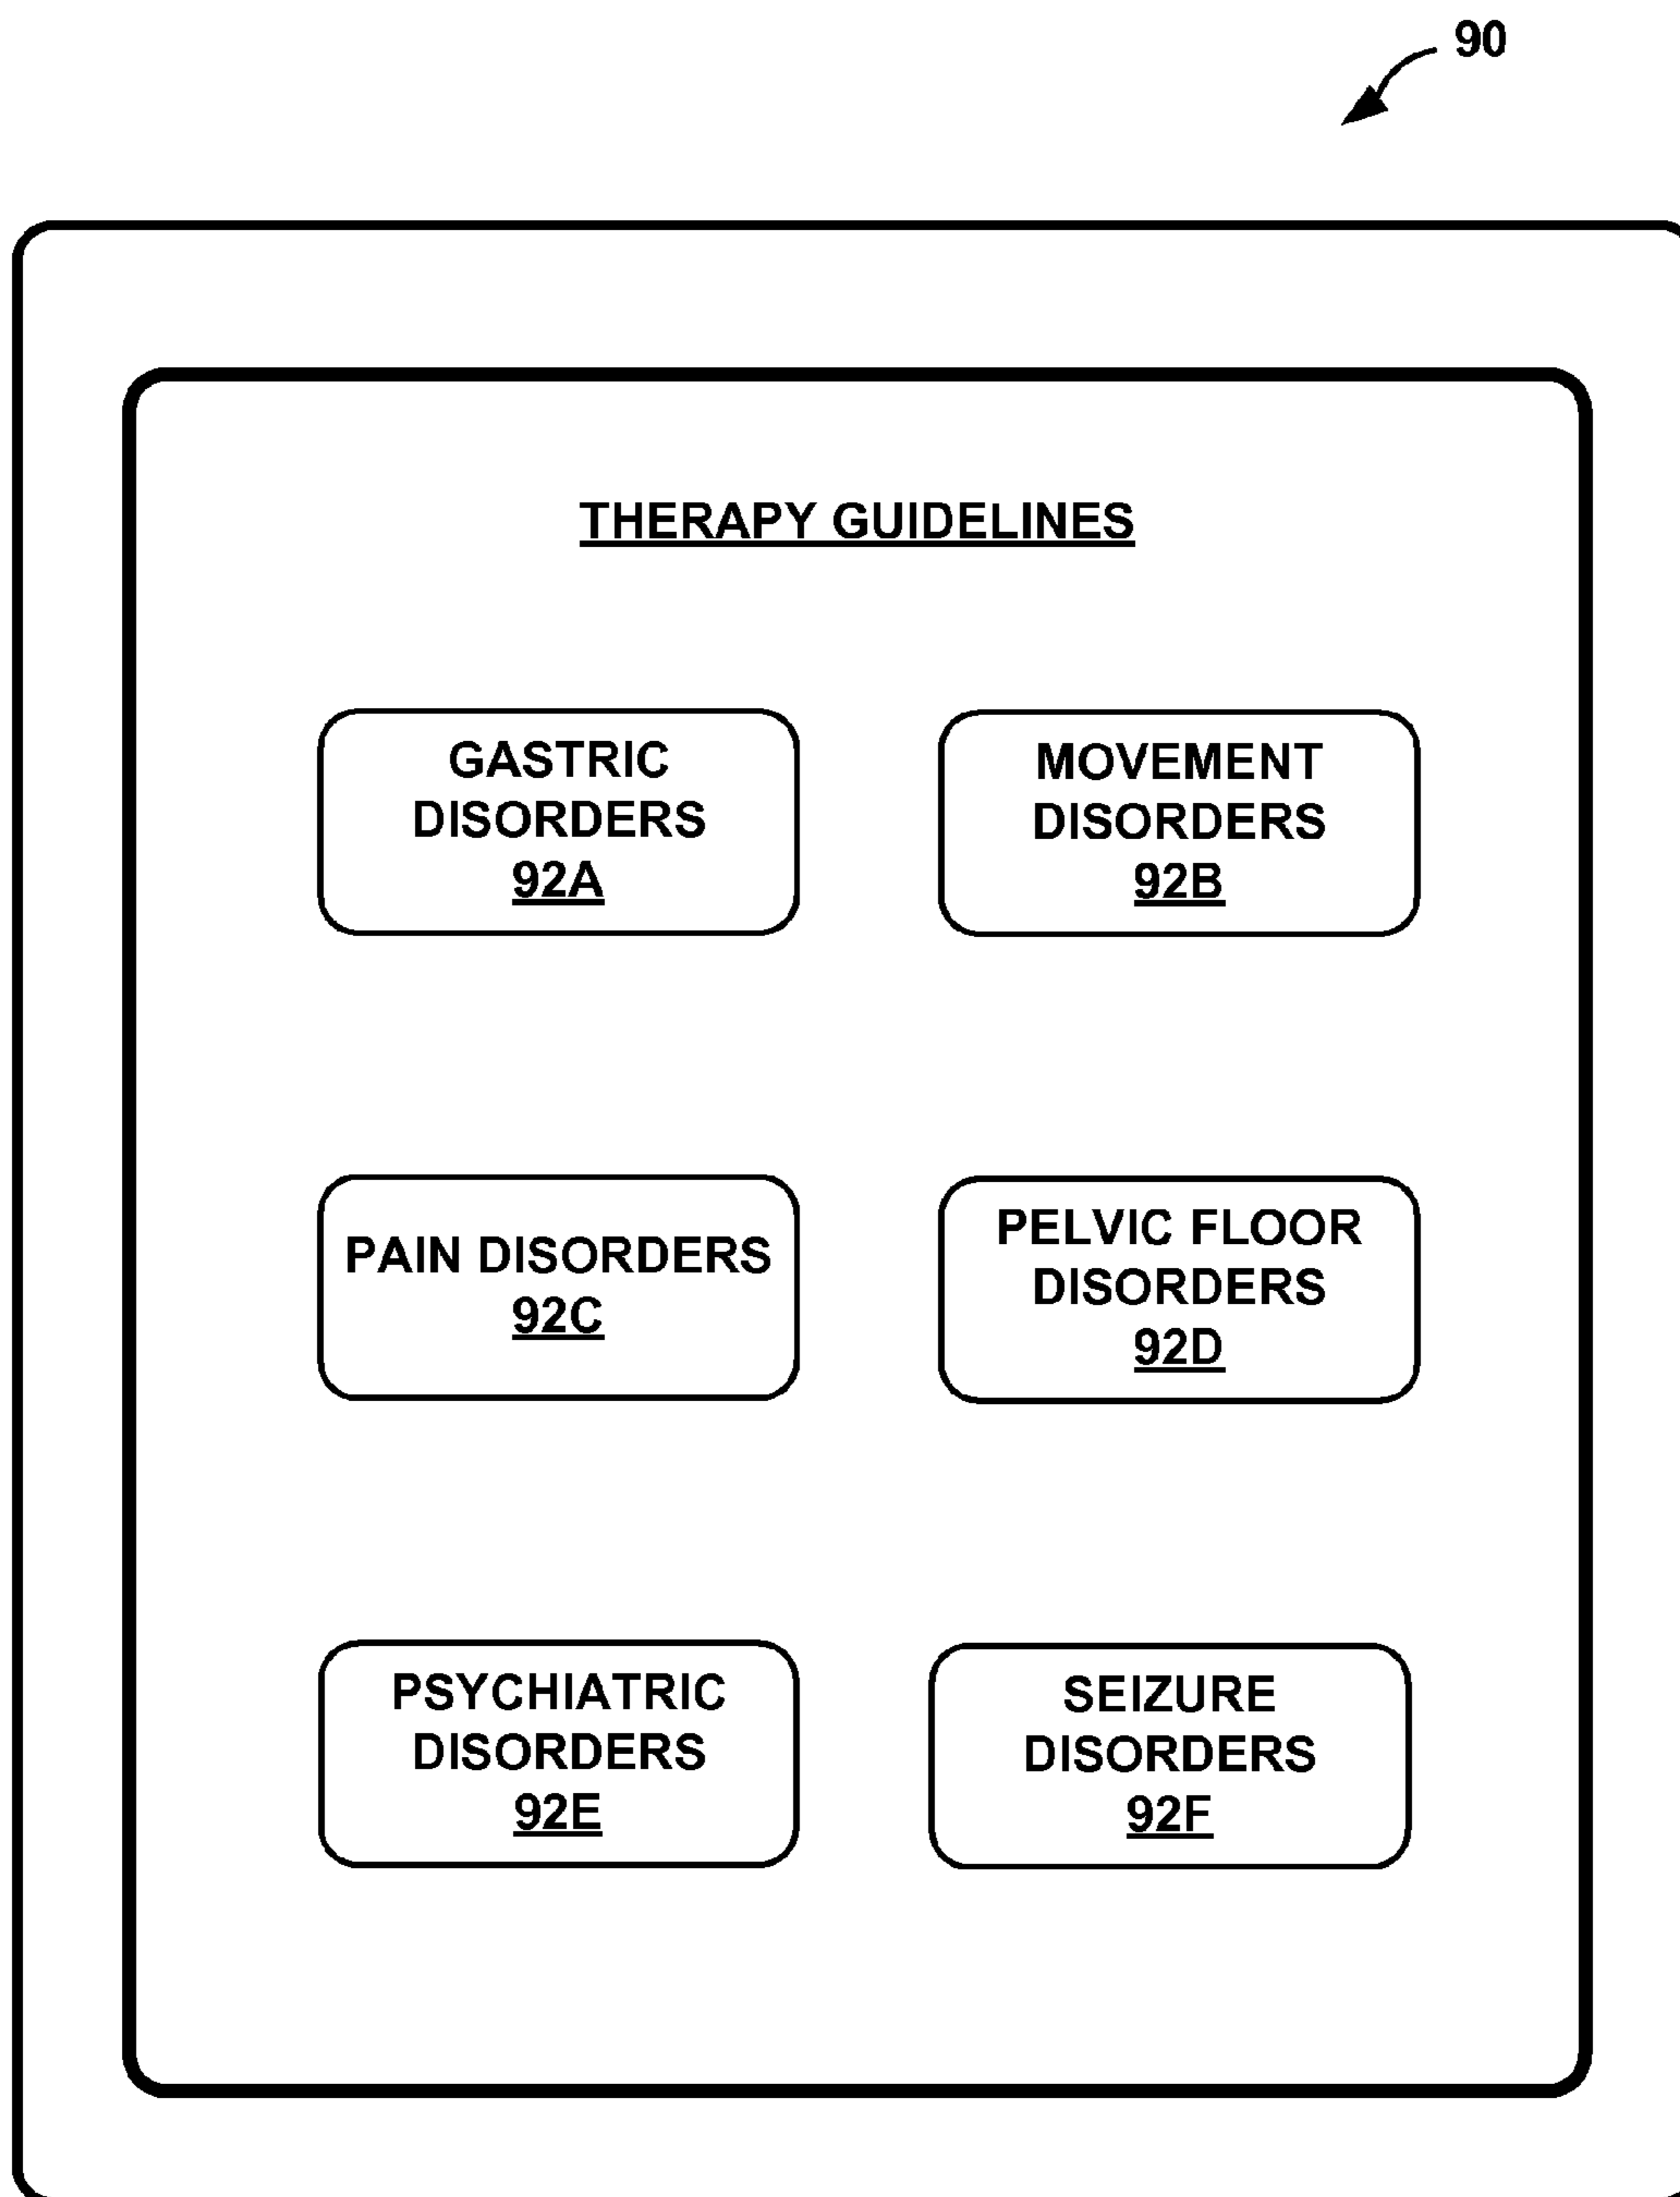 90
THERAPY GUIDELINES
GASTRIC
DISORDERS
92A
MOVEMENT
DISORDERS
92B
PAIN DISORDERS
92C
PELVIC FLOOR
DISORDERS
92D
PSYCHIATRIC
DISORDERS
92E
SEIZURE
DISORDERS
92F